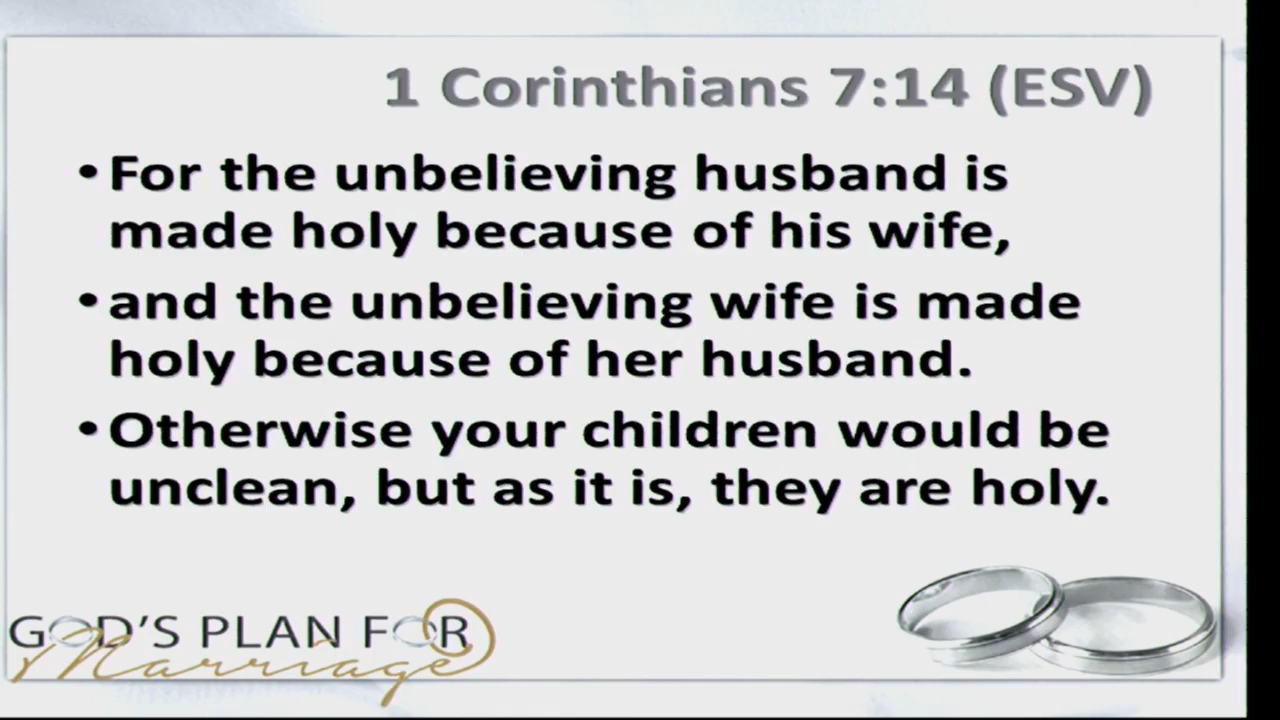 1 Corinthians 7:14 (ESV)
• For the unbelieving husband is
made holy because of his wife,
• and the unbelieving wife is made
holy because of her husband.
• Otherwise your children would be
unclean, but as it is, they are holy.
GOD'S PLAN FOR
Marriage